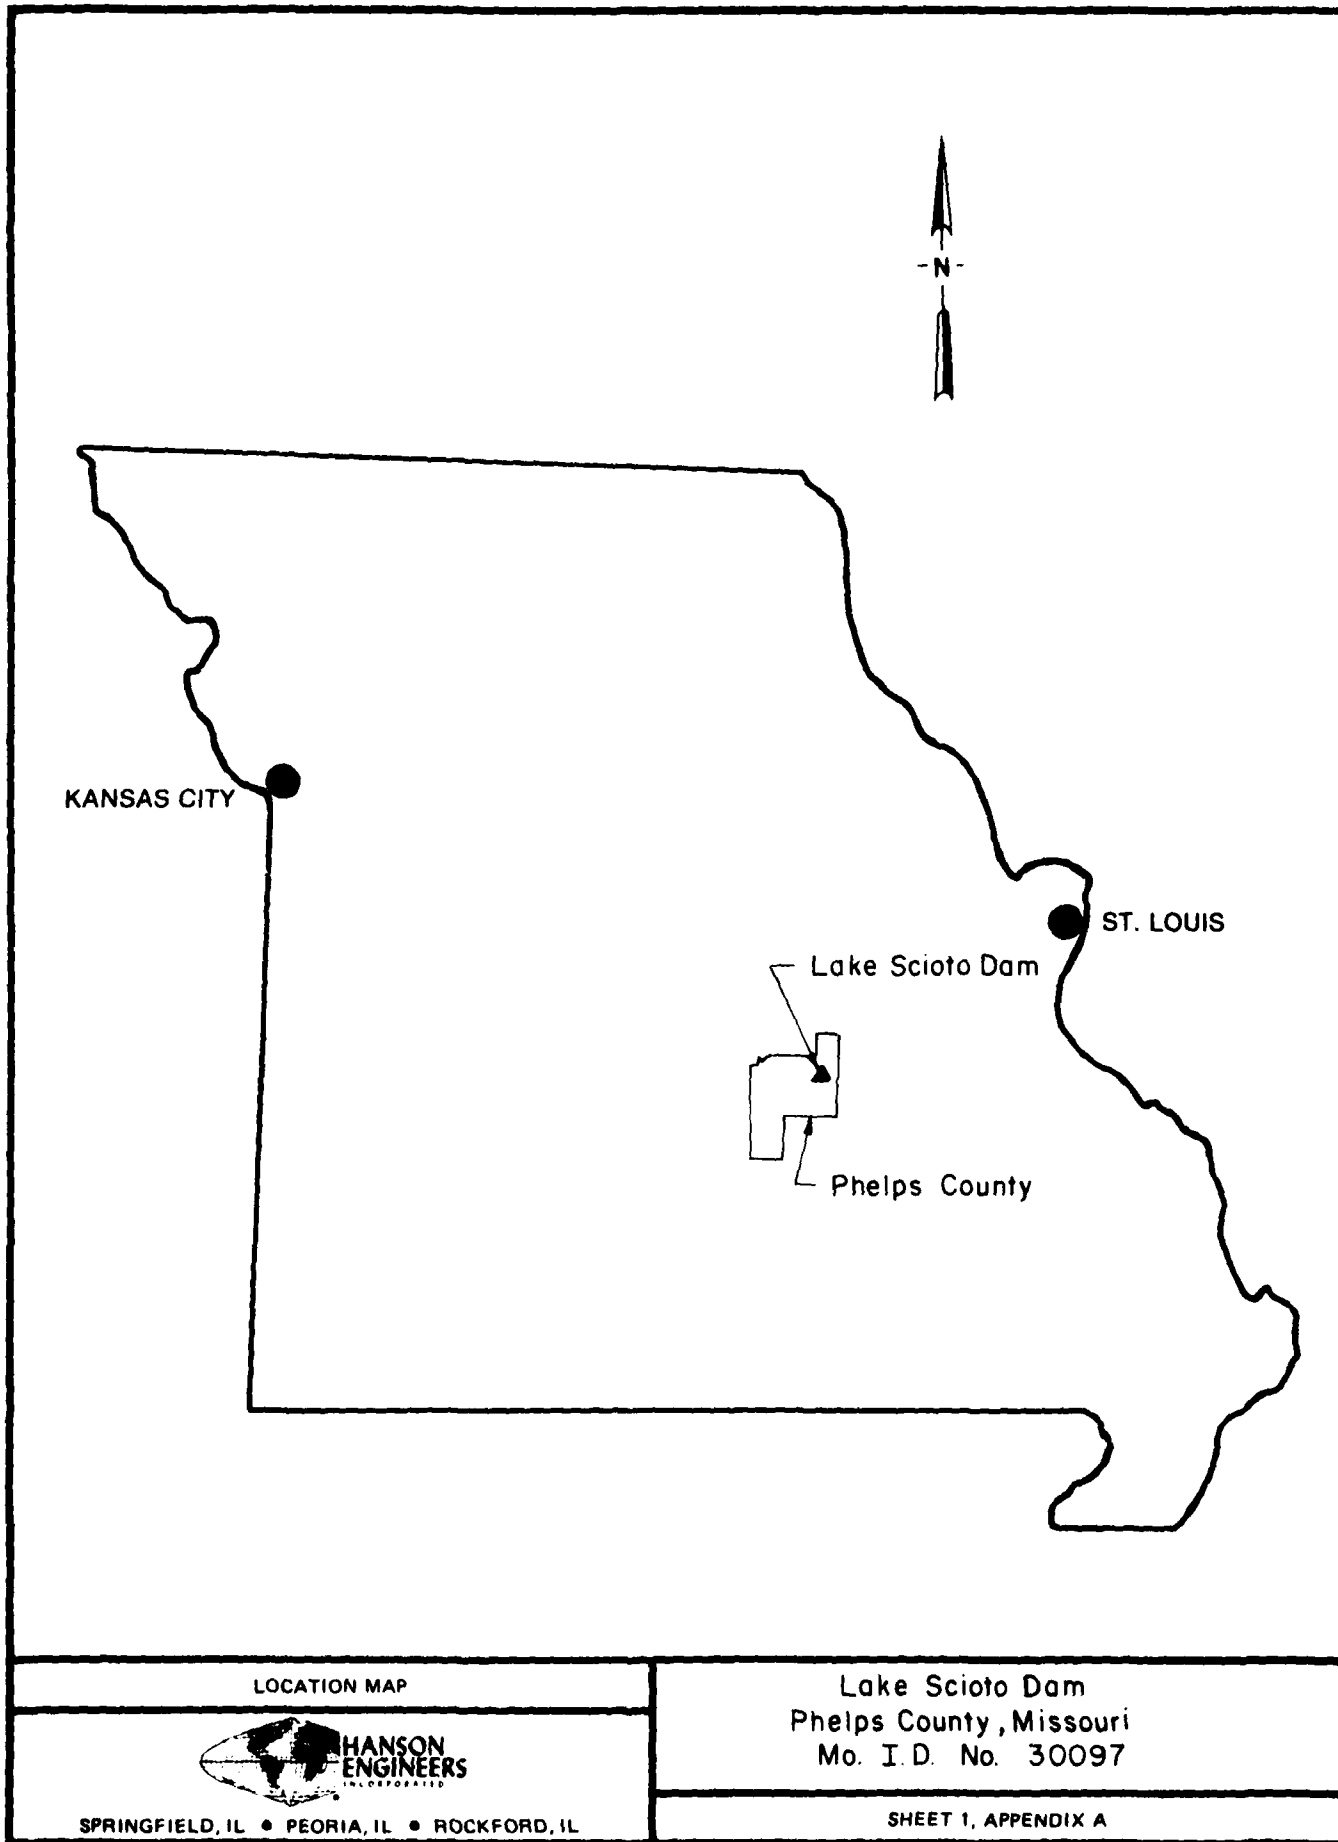 -N-
KANSAS CITY
ST. LOUIS
Lake Scioto Dam
Phelps County
LOCATION MAP
HANSON
ENGINEERS
INCORPORATED
SPRINGFIELD, IL ● PEORIA, IL ● ROCKFORD, IL
Lake Scioto Dam
Phelps County, Missouri
Mo. I.D. No. 30097
SHEET 1, APPENDIX A